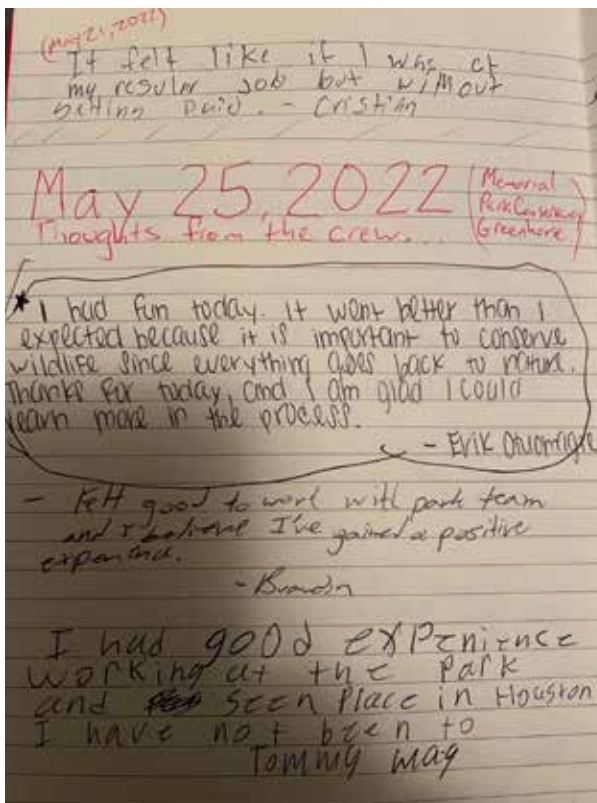 (May 21, 2022)
It felt like if I was at
my regular job but without
getting paid. - Cristian
May 25, 2022
(Memorial
Park Conservancy
Greenhore)
Thoughts from the crew...
* I had fun today. It went better than I
expected because it is important to conserve
wildlife since everything goes back to nature.
Thanks for today, and I am glad I could
learn more in the process.
- Erik
- Felt good to work with park team
and I believe I've gained a positive
experience.
- Brandon
I had good experience
working at the Park
and seen Place in Houston
I have not been to
Tommy